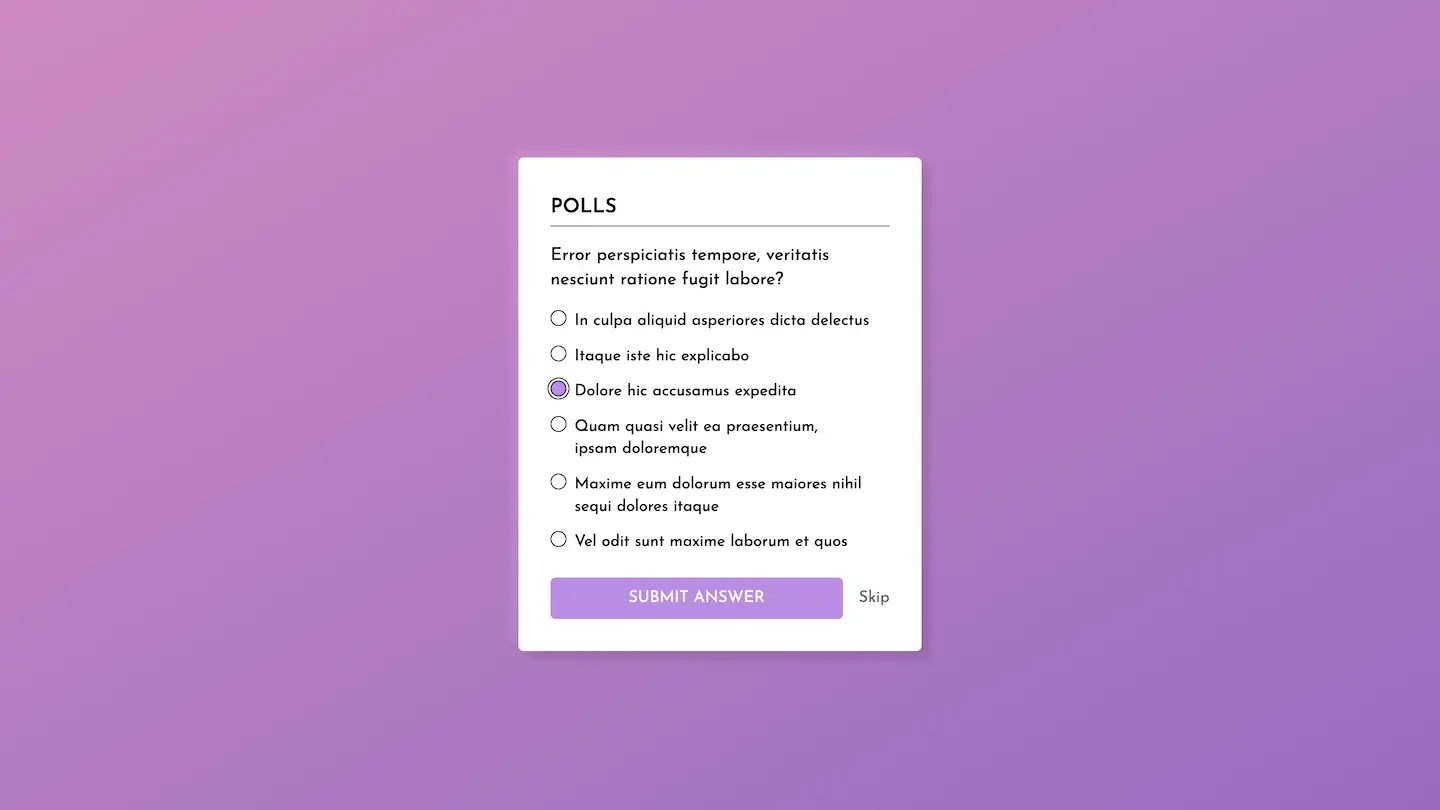 POLLS
Error perspiciatis tempore, veritatis
nesciunt ratione fugit labore?
In culpa aliquid asperiores dicta delectus
Itaque iste hic explicabo
Dolore hic accusamus expedita
Quam quasi velit ea praesentium,
ipsam doloremque
Maxime eum dolorum esse maiores nihil
sequi dolores itaque
Vel odit sunt maxime laborum et quos
SUBMIT ANSWER
Skip